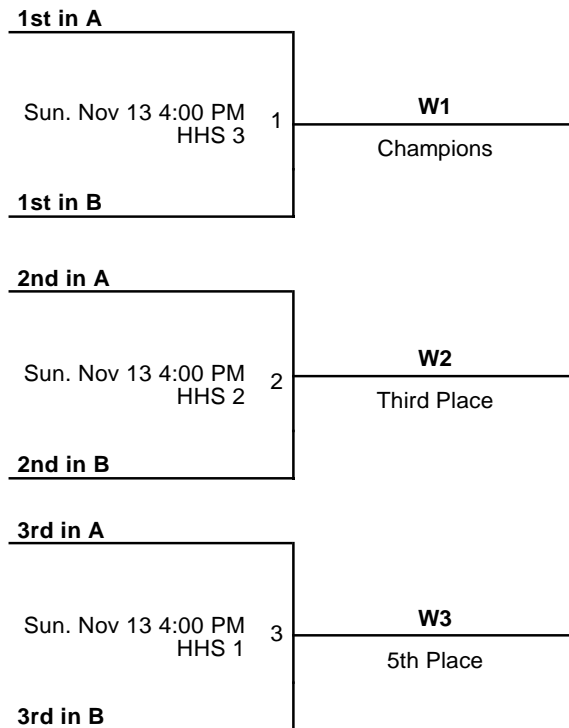 1st in A
Sun. Nov 13 4:00 PM
HHS 3
1
W1
Champions
1st in B
2nd in A
Sun. Nov 13 4:00 PM
HHS 2
2
W2
Third Place
2nd in B
3rd in A
Sun. Nov 13 4:00 PM
HHS 1
3
W3
5th Place
3rd in B